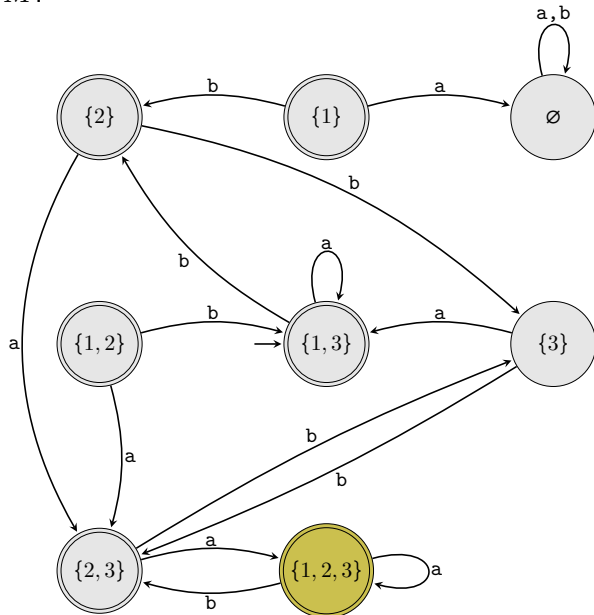 a,b
b
a
{2}
{1}
∅
b
b
a
a
b
a
{1, 2}
{1, 3}
{3}
b
a
b
a
{2, 3}
{1, 2, 3}
a
b